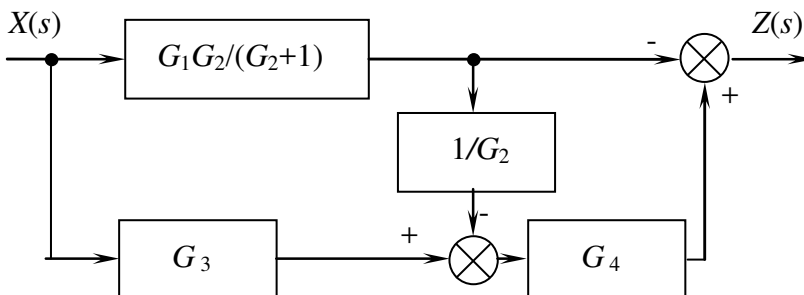 X(s)
Z(s)
G₁G₂/(G₂+1)
-
+
1/G₂
-
+
G₃
G₄